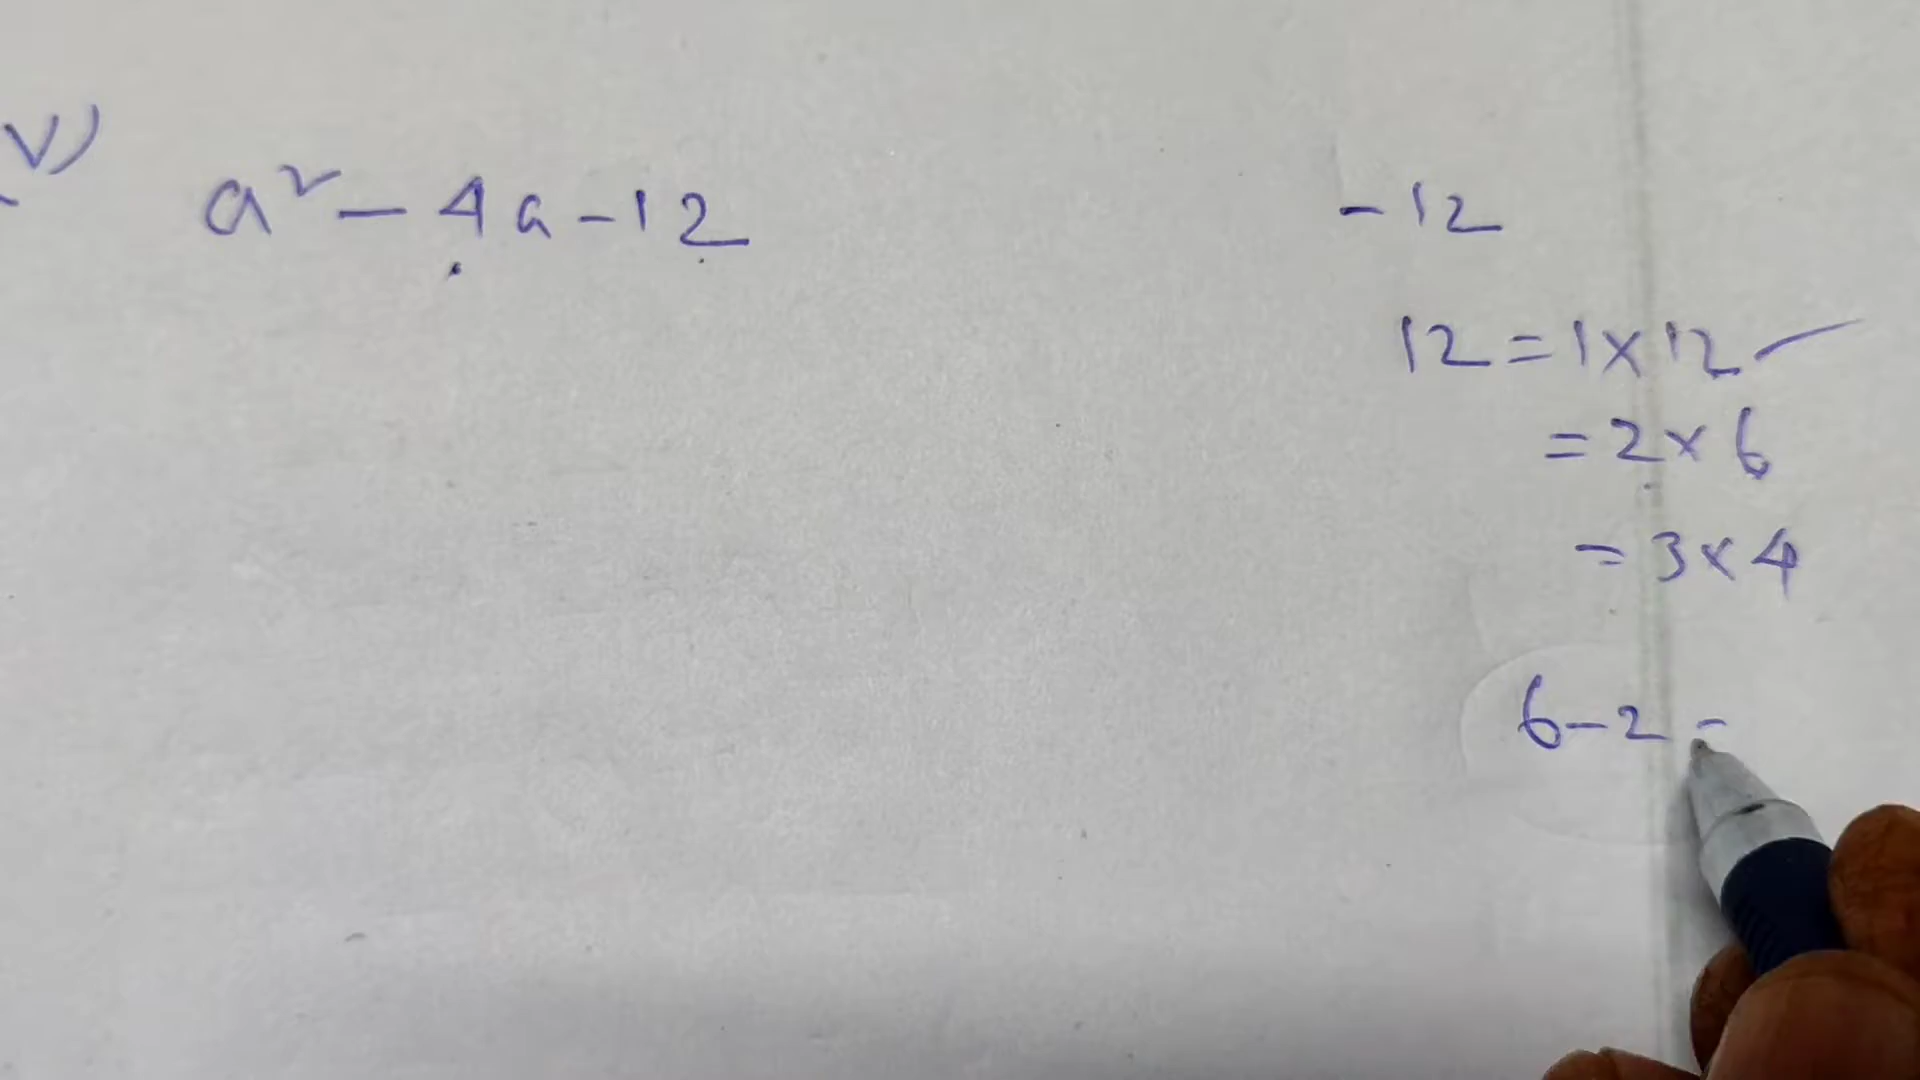 v)
a² - 4a - 12
- 12
12 = 1 × 12
= 2 × 6
= 3 × 4
6 - 2 -